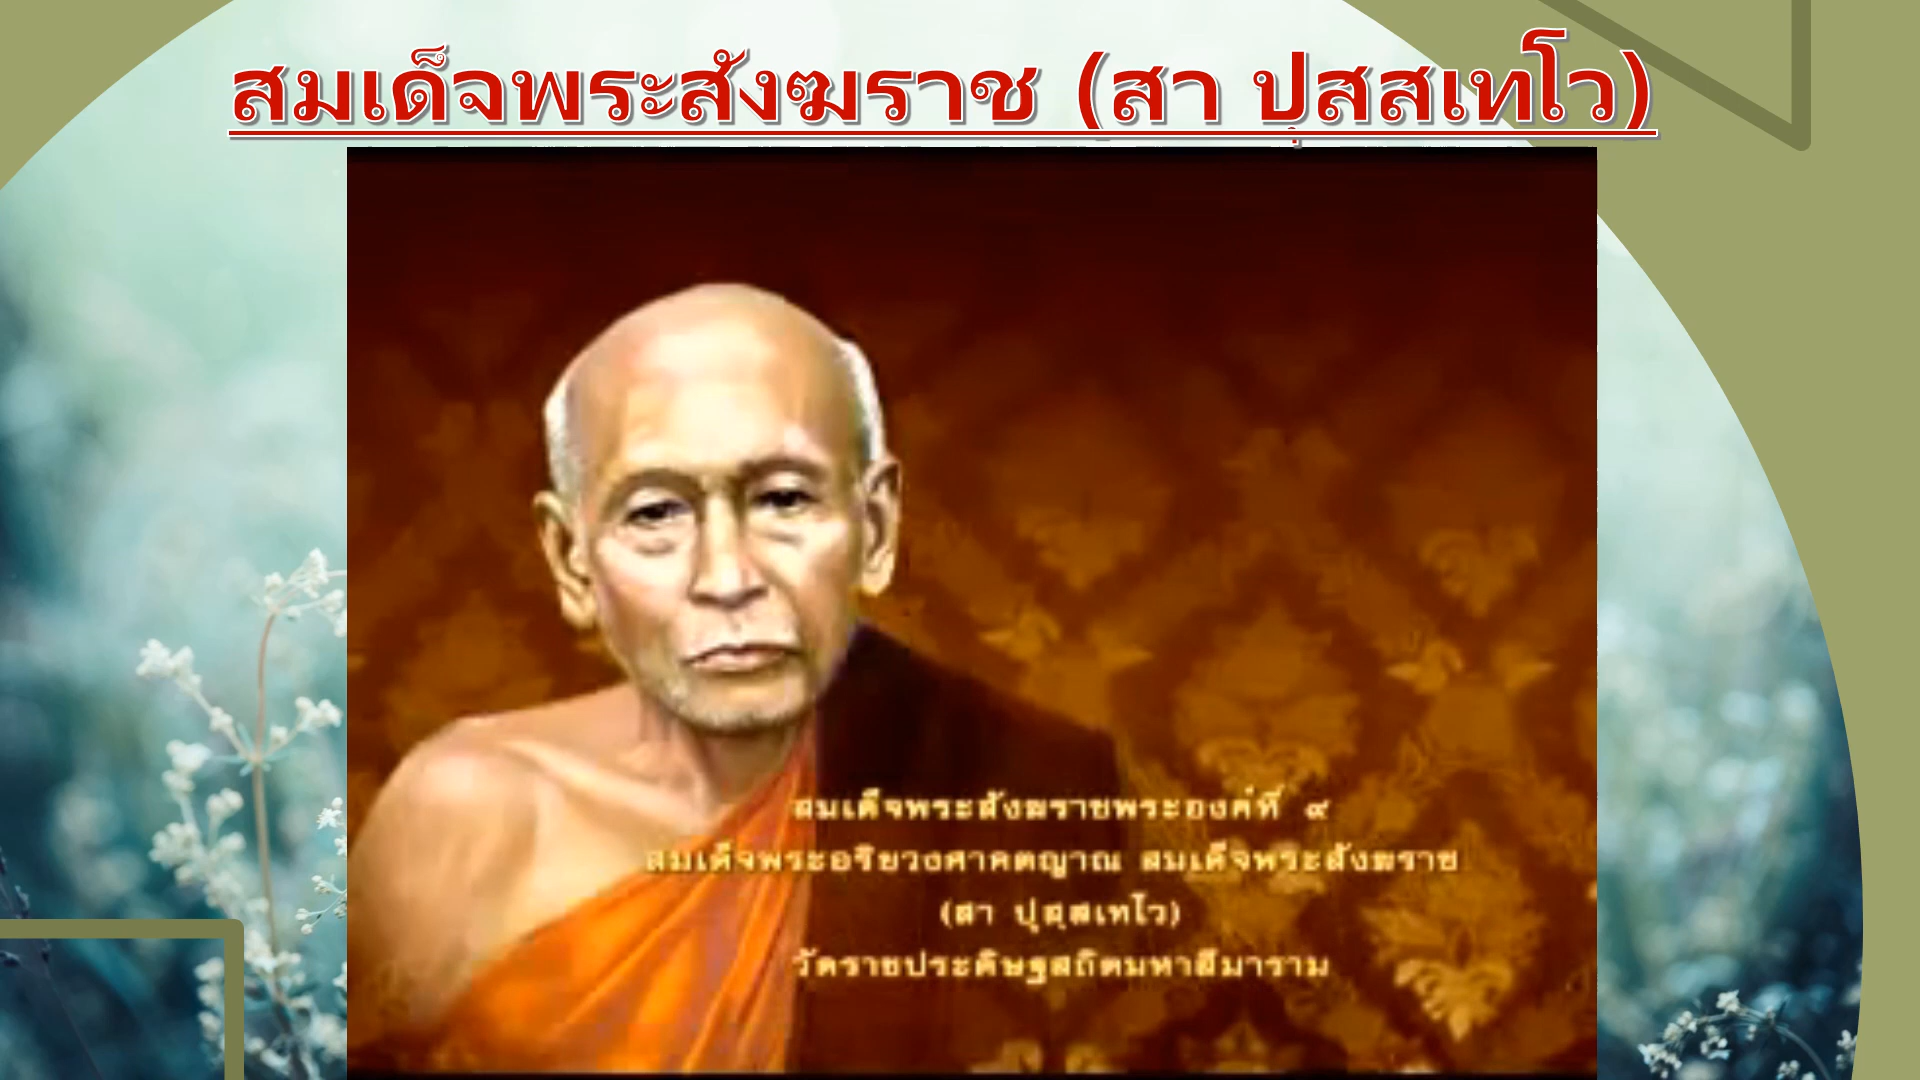 สมเด็จพระสังฆราช (สา ปุสสเทโว)
สมเด็จพระสังฆราชพระองค์ที่ ๙
สมเด็จพระอริยวงศาคตญาณ สมเด็จพระสังฆราช
(สา ปุสฺสเทโว)
วัดราชประดิษฐสถิตมหาสีมาราม